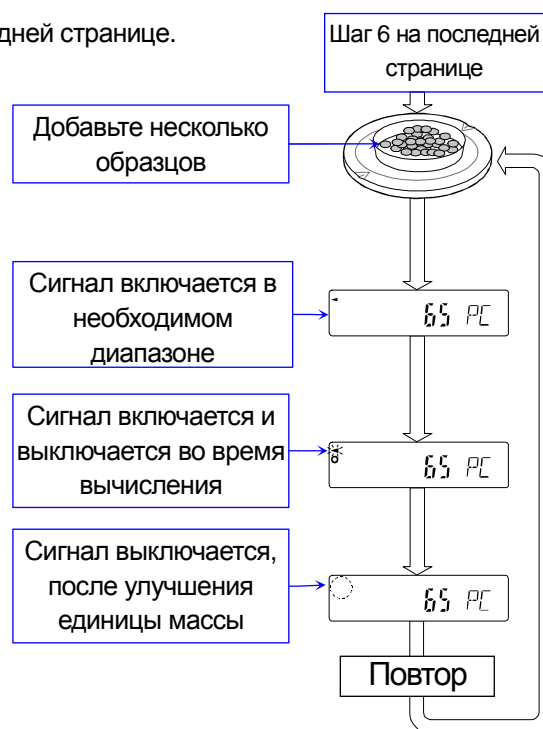 дней странице.
Шаг 6 на последней
странице
Добавьте несколько
образцов
Сигнал включается в
необходимом
диапазоне
65 PC
Сигнал включается и
выключается во время
вычисления
65 PC
Сигнал выключается,
после улучшения
единицы массы
65 PC
Повтор